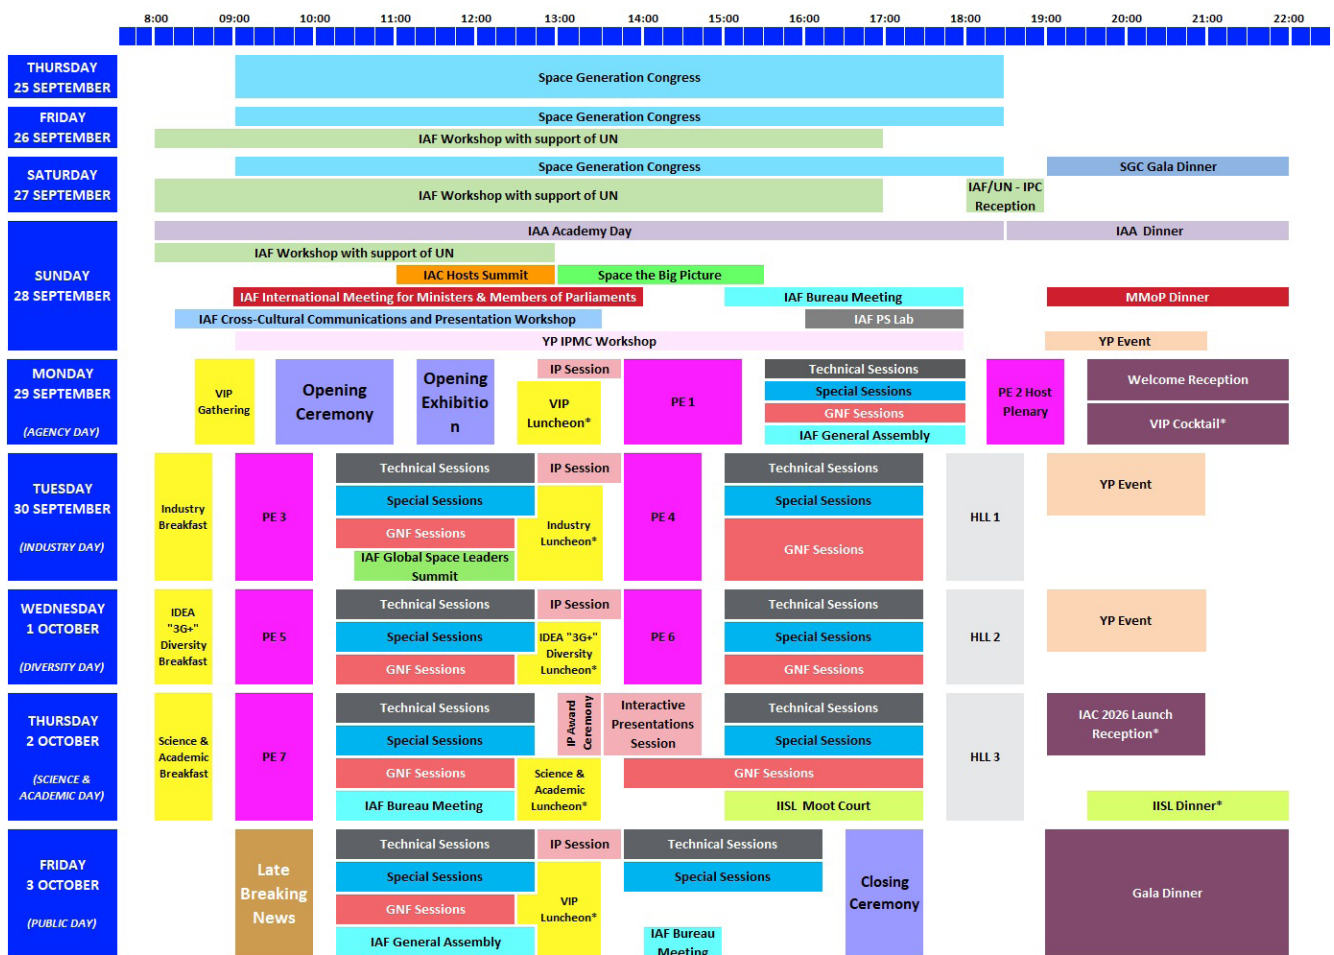 8:00 09:00 10:00 11:00 12:00 13:00 14:00 15:00 16:00 17:00 18:00 19:00 20:00 21:00 22:00
THURSDAY
25 SEPTEMBER
Space Generation Congress
FRIDAY
26 SEPTEMBER
Space Generation Congress
IAF Workshop with support of UN
SATURDAY
27 SEPTEMBER
Space Generation Congress
SGC Gala Dinner
IAF Workshop with support of UN
IAF/UN - IPC
Reception
SUNDAY
28 SEPTEMBER
IAA Academy Day
IAA Dinner
IAF Workshop with support of UN
IAC Hosts Summit
Space the Big Picture
IAF International Meeting for Ministers & Members of Parliaments
IAF Bureau Meeting
MMoP Dinner
IAF Cross-Cultural Communications and Presentation Workshop
IAF PS Lab
YP IPMC Workshop
YP Event
MONDAY
29 SEPTEMBER
(AGENCY DAY)
VIP
Gathering
Opening
Ceremony
Opening
Exhibitio
n
IP Session
VIP
Luncheon*
PE 1
Technical Sessions
Special Sessions
GNF Sessions
IAF General Assembly
PE 2 Host
Plenary
Welcome Reception
VIP Cocktail*
TUESDAY
30 SEPTEMBER
(INDUSTRY DAY)
Industry
Breakfast
PE 3
Technical Sessions
Special Sessions
GNF Sessions
IAF Global Space Leaders
Summit
IP Session
Industry
Luncheon*
PE 4
Technical Sessions
Special Sessions
GNF Sessions
HLL 1
YP Event
WEDNESDAY
1 OCTOBER
(DIVERSITY DAY)
IDEA
"3G+"
Diversity
Breakfast
PE 5
Technical Sessions
Special Sessions
GNF Sessions
IP Session
IDEA "3G+"
Diversity
Luncheon*
PE 6
Technical Sessions
Special Sessions
GNF Sessions
HLL 2
YP Event
THURSDAY
2 OCTOBER
(SCIENCE &
ACADEMIC DAY)
Science &
Academic
Breakfast
PE 7
Technical Sessions
Special Sessions
GNF Sessions
IAF Bureau Meeting
IP Award
Ceremony
Interactive
Presentations
Session
Science &
Academic
Luncheon*
Technical Sessions
Special Sessions
GNF Sessions
IISL Moot Court
HLL 3
IAC 2026 Launch
Reception*
IISL Dinner*
FRIDAY
3 OCTOBER
(PUBLIC DAY)
Late
Breaking
News
Technical Sessions
Special Sessions
GNF Sessions
IAF General Assembly
IP Session
VIP
Luncheon*
Technical Sessions
Special Sessions
IAF Bureau
Meeting
Closing
Ceremony
Gala Dinner